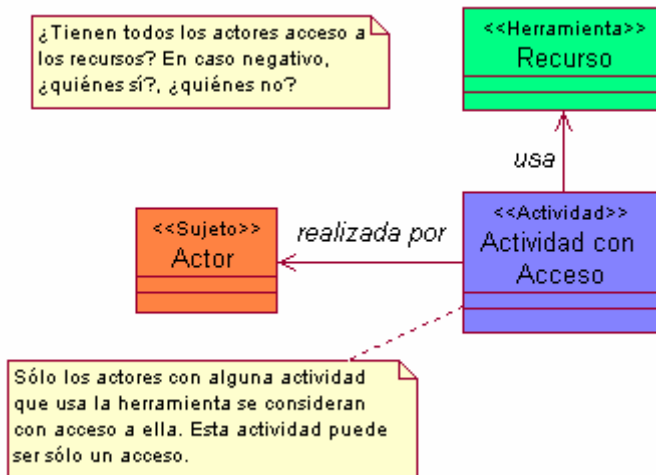 ¿Tienen todos los actores acceso a
los recursos? En caso negativo,
¿quiénes sí?, ¿quiénes no?
<<Herramienta>>
Recurso
usa
<<Sujeto>>
Actor
realizada por
<<Actividad>>
Actividad con
Acceso
Sólo los actores con alguna actividad
que usa la herramienta se consideran
con acceso a ella. Esta actividad puede
ser sólo un acceso.